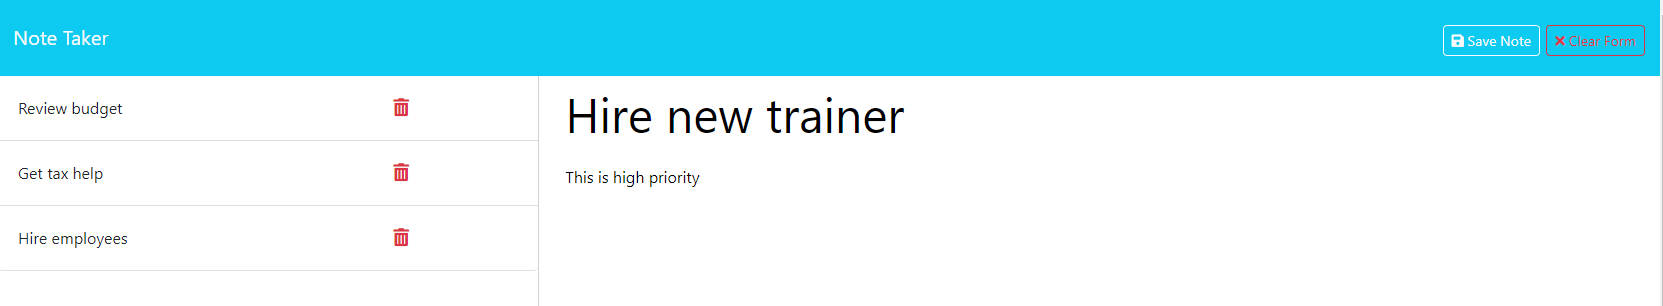 Note Taker
Save Note
Clear Form
Review budget
Get tax help
Hire employees
Hire new trainer
This is high priority